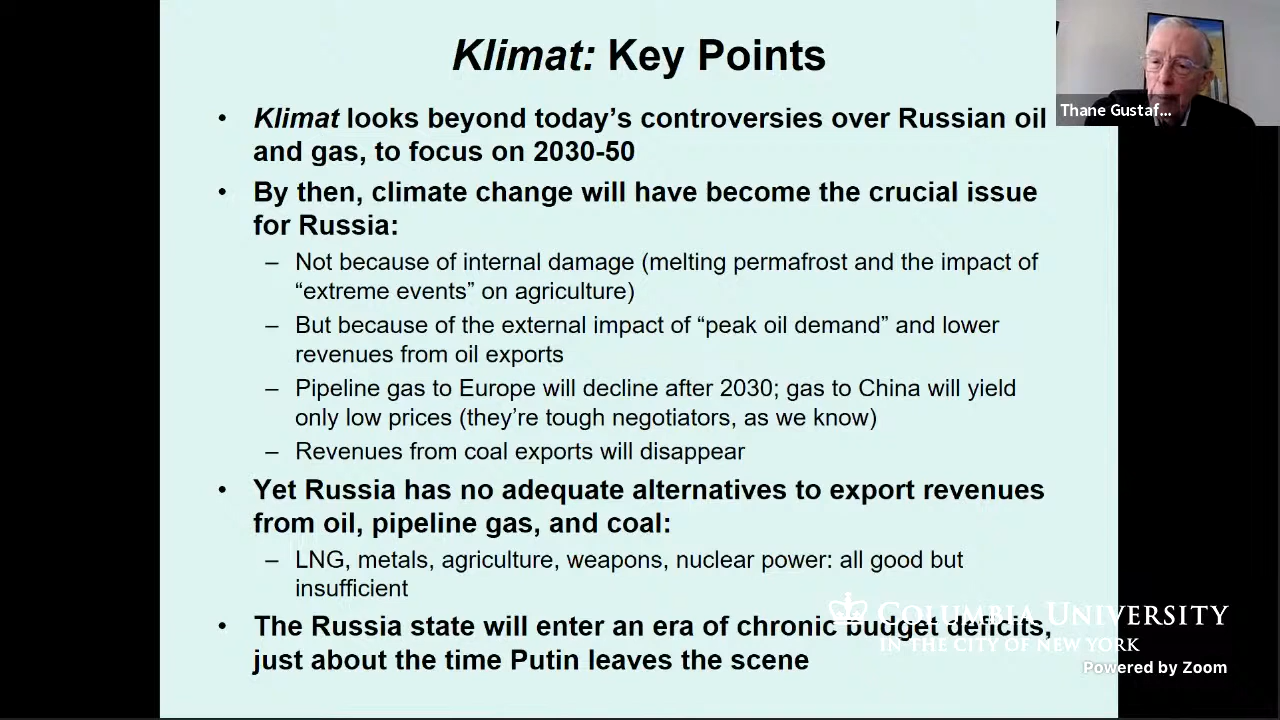 Klimat: Key Points
• Klimat looks beyond today's controversies over Russian oil
and gas, to focus on 2030-50
• By then, climate change will have become the crucial issue
for Russia:
– Not because of internal damage (melting permafrost and the impact of
“extreme events” on agriculture)
– But because of the external impact of “peak oil demand” and lower
revenues from oil exports
– Pipeline gas to Europe will decline after 2030; gas to China will yield
only low prices (they’re tough negotiators, as we know)
– Revenues from coal exports will disappear
• Yet Russia has no adequate alternatives to export revenues
from oil, pipeline gas, and coal:
– LNG, metals, agriculture, weapons, nuclear power: all good but
insufficient
• The Russia state will enter an era of chronic budget deficits,
just about the time Putin leaves the scene
Thane Gustaf...
COLUMBIA UNIVERSITY
IN THE CITY OF NEW YORK
Powered by Zoom